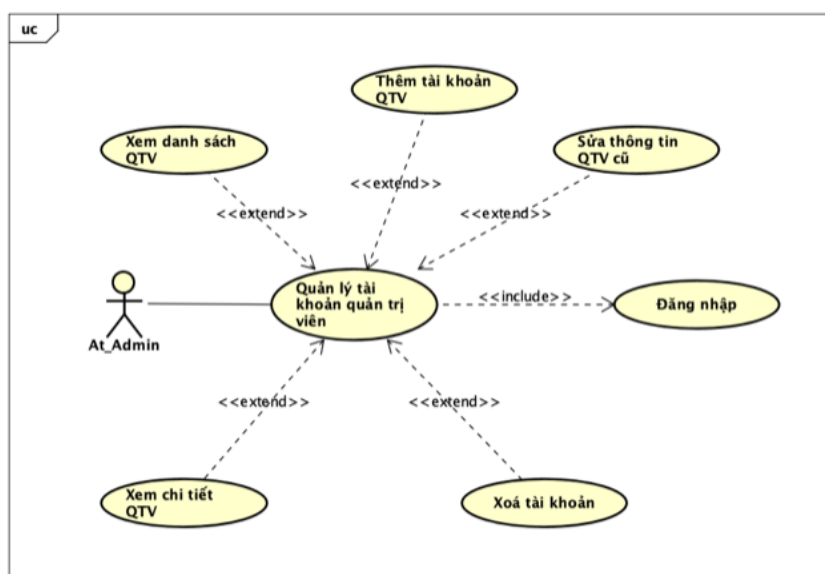 uc
Thêm tài khoản
QTV
Xem danh sách
QTV
Sửa thông tin
QTV cũ
<<extend>>
<<extend>>
<<extend>>
Quản lý tài
khoản quản trị
viên
<<include>>
Đăng nhập
At_Admin
<<extend>>
<<extend>>
Xem chi tiết
QTV
Xoá tài khoản